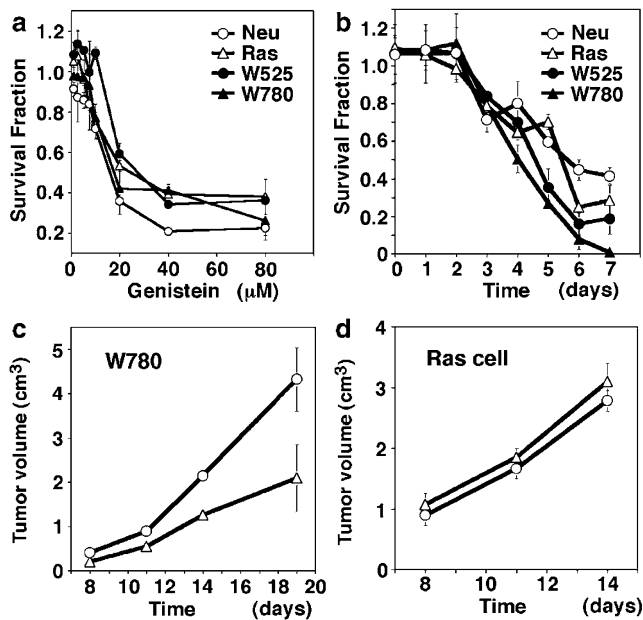 a
Survival Fraction
1.2
1.0
0.8
0.6
0.4
0.2
Neu
Ras
W525
W780
0 20 40 60 80
Genistein (μM)
b
Survival Fraction
1.2
1.0
0.8
0.6
0.4
0.2
0
Neu
Ras
W525
W780
0 1 2 3 4 5 6 7
Time (days)
c
W780
Tumor volume (cm3)
5
4
3
2
1
0
8 10 12 14 16 18 20
Time (days)
d
Ras cell
Tumor volume (cm3)
4
3
2
1
0
8 10 12 14
Time (days)